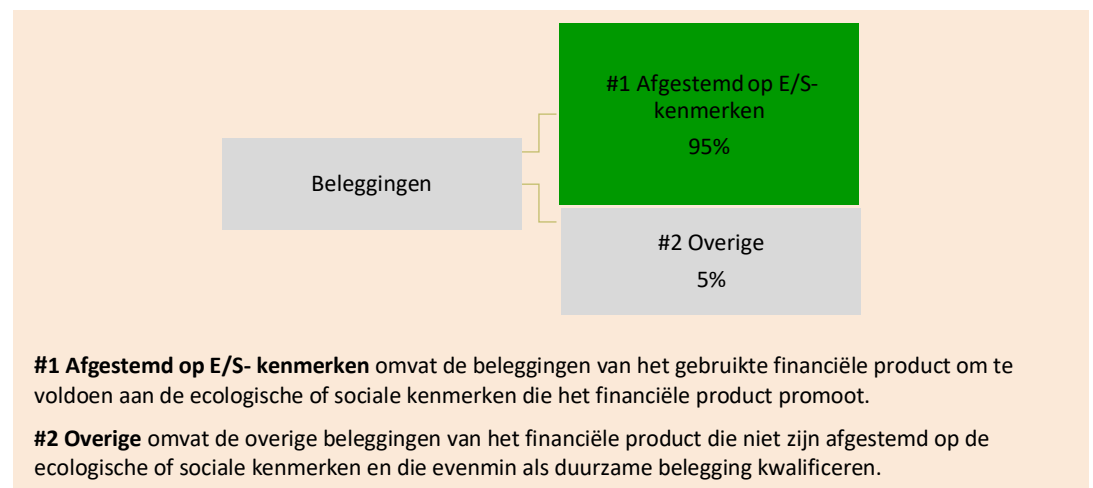 #1 Afgestemd op E/S-
kenmerken
95%
Beleggingen
#2 Overige
5%
#1 Afgestemd op E/S- kenmerken omvat de beleggingen van het gebruikte financiële product om te
voldoen aan de ecologische of sociale kenmerken die het financiële product promoot.
#2 Overige omvat de overige beleggingen van het financiële product die niet zijn afgestemd op de
ecologische of sociale kenmerken en die evenmin als duurzame belegging kwalificeren.